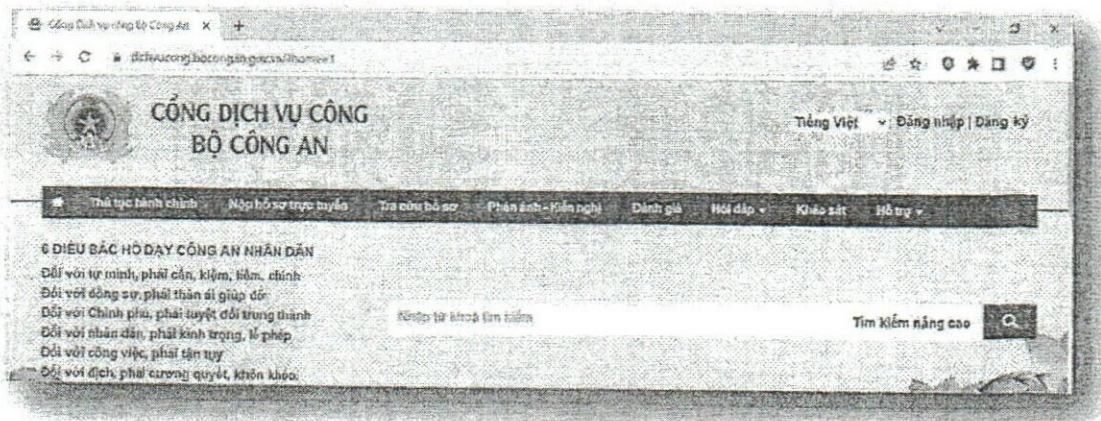 Cổng Dịch vụ công Bộ Công An
CỔNG DỊCH VỤ CÔNG
BỘ CÔNG AN
Tiếng Việt
Đăng nhập | Đăng ký
Thủ tục hành chính
Nộp hồ sơ trực tuyến
Tra cứu hồ sơ
Phản ánh - Kiến nghị
Đánh giá
Hỏi đáp
Khảo sát
Hỗ trợ
6 ĐIỀU BÁC HỒ DẠY CÔNG AN NHÂN DÂN
Đối với tự mình, phải cần, kiệm, liêm, chính
Đối với đồng sự, phải thân ái giúp đỡ
Đối với Chính phủ, phải tuyệt đối trung thành
Đối với nhân dân, phải kính trọng, lễ phép
Đối với công việc, phải tận tụy
Đối với địch, phải cương quyết, khôn khéo.
Nhập từ khoá tìm kiếm
Tìm kiếm nâng cao